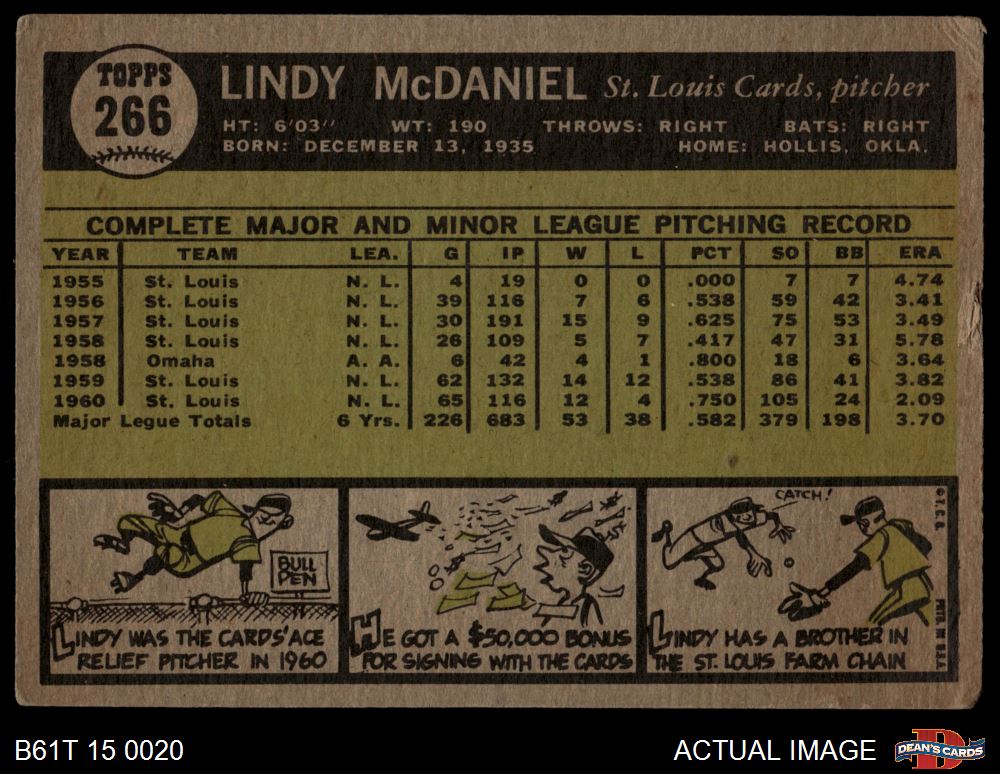 TOPPS
266
LINDY McDANIEL St. Louis Cards, pitcher
HT: 6'03" WT: 190 THROWS: RIGHT BATS: RIGHT
BORN: DECEMBER 13, 1935 HOME: HOLLIS, OKLA.
COMPLETE MAJOR AND MINOR LEAGUE PITCHING RECORD
YEAR TEAM LEA. G IP W L PCT SO BB ERA
1955 St. Louis N. L. 4 19 0 0 .000 7 7 4.74
1956 St. Louis N. L. 39 116 7 6 .538 59 42 3.41
1957 St. Louis N. L. 30 191 15 9 .625 75 53 3.49
1958 St. Louis N. L. 26 109 5 7 .417 47 31 5.78
1958 Omaha A. A. 6 42 4 1 .800 18 6 3.64
1959 St. Louis N. L. 62 132 14 12 .538 86 41 3.82
1960 St. Louis N. L. 65 116 12 4 .750 105 24 2.09
Major Legue Totals 6 Yrs. 226 683 53 38 .582 379 198 3.70
BULL
PEN
LINDY WAS THE CARDS' ACE
RELIEF PITCHER IN 1960
HE GOT A $50,000 BONUS
FOR SIGNING WITH THE CARDS
CATCH!
LINDY HAS A BROTHER IN
THE ST. LOUIS FARM CHAIN
© T. C. G.
PRTD. IN U.S.A.
B61T 15 0020
ACTUAL IMAGE
DEAN'S CARDS